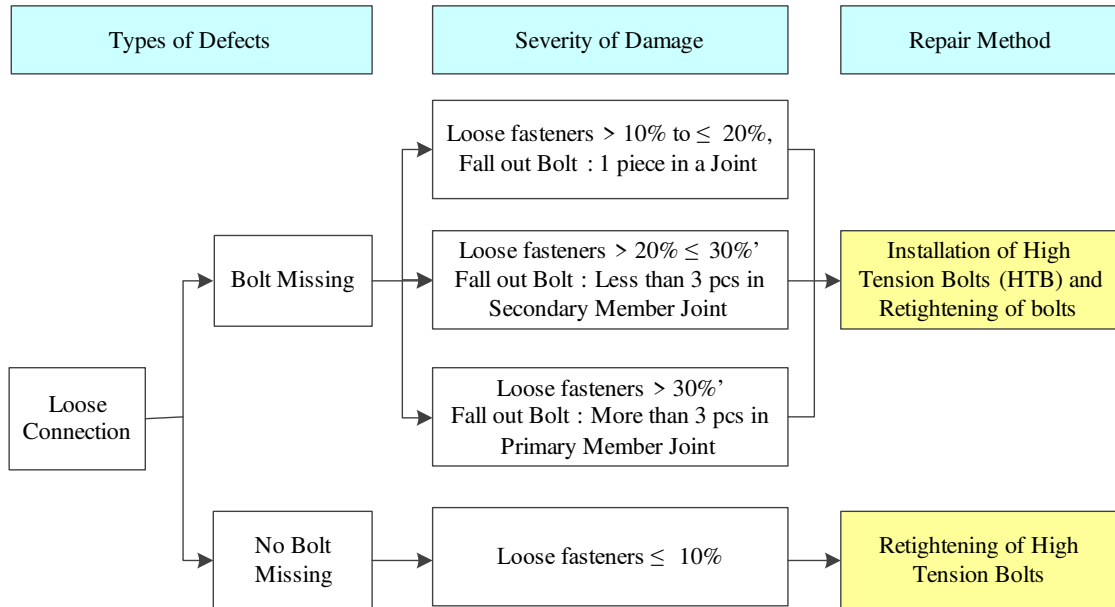 Types of Defects
Severity of Damage
Repair Method
Loose fasteners > 10% to ≤ 20%,
Fall out Bolt : 1 piece in a Joint
Bolt Missing
Loose fasteners > 20% ≤ 30%’
Fall out Bolt : Less than 3 pcs in
Secondary Member Joint
Installation of High
Tension Bolts (HTB) and
Retightening of bolts
Loose
Connection
Loose fasteners > 30%’
Fall out Bolt : More than 3 pcs in
Primary Member Joint
No Bolt
Missing
Loose fasteners ≤ 10%
Retightening of High
Tension Bolts